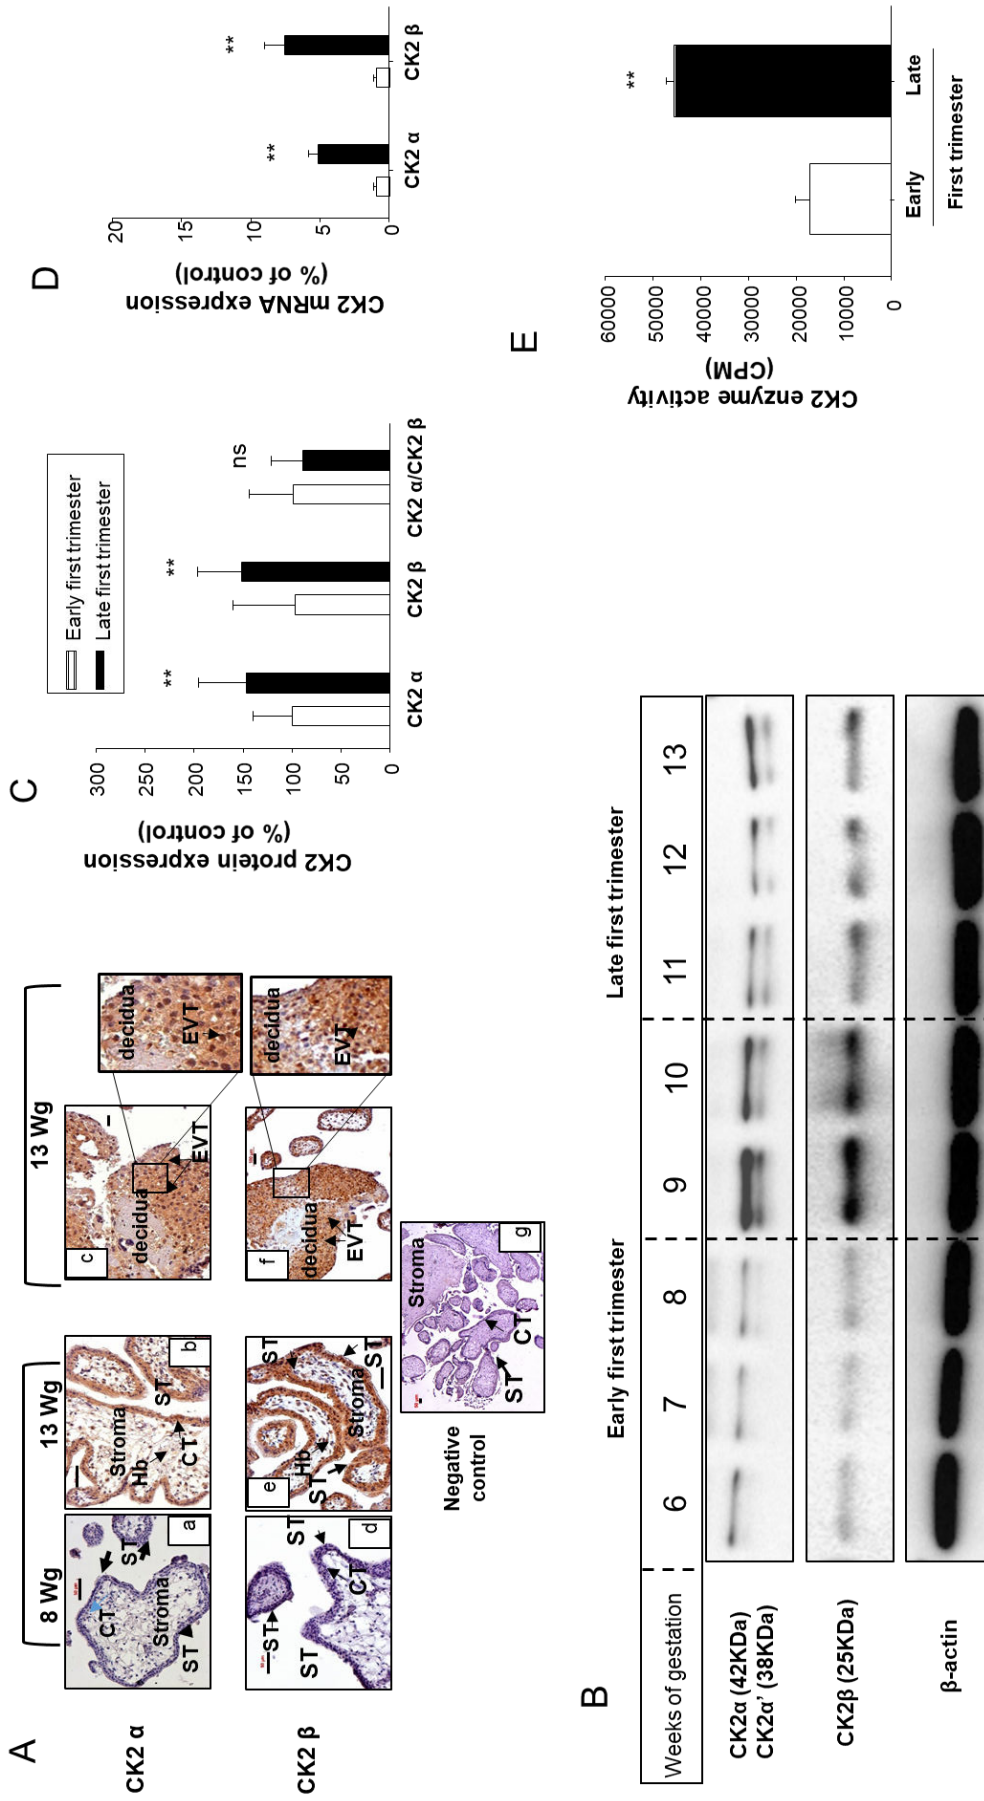 A
8 Wg
13 Wg
13 Wg
CK2 α
CT
ST
Stroma
ST
a
Stroma
Hb
CT
ST
b
c
decidua
EVT
decidua
EVT
CK2 β
ST
ST
ST
CT
d
e
ST
Hb
Stroma
ST
ST
f
decidua
EVT
decidua
EVT
Negative
control
Stroma
ST
CT
g
B
Early first trimester
Late first trimester
Weeks of gestation
6 7 8 9 10 11 12 13
CK2α (42KDa)
CK2α' (38KDa)
CK2β (25KDa)
β-actin
C
Early first trimester
Late first trimester
CK2 protein expression
(% of control)
300
250
200
150
100
50
0
**
**
ns
CK2 α
CK2 β
CK2 α/CK2 β
D
CK2 mRNA expression
(% of control)
20
15
10
5
0
**
**
CK2 α
CK2 β
E
CK2 enzyme activity
(CPM)
60000
50000
40000
30000
20000
10000
0
**
Early
Late
First trimester